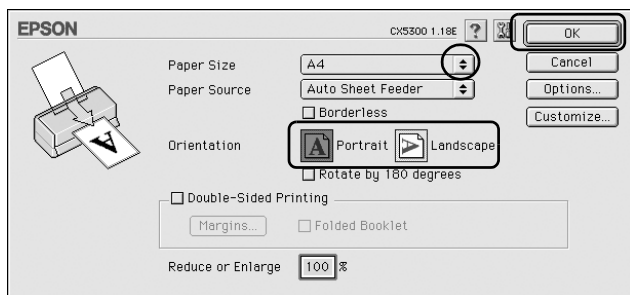 EPSON CX5300 1.18E ? OK
Paper Size A4 Cancel
Paper Source Auto Sheet Feeder Options...
Borderless Customize...
Orientation A Portrait A Landscape
Rotate by 180 degrees
Double-Sided Printing
Margins... Folded Booklet
Reduce or Enlarge 100 %
A